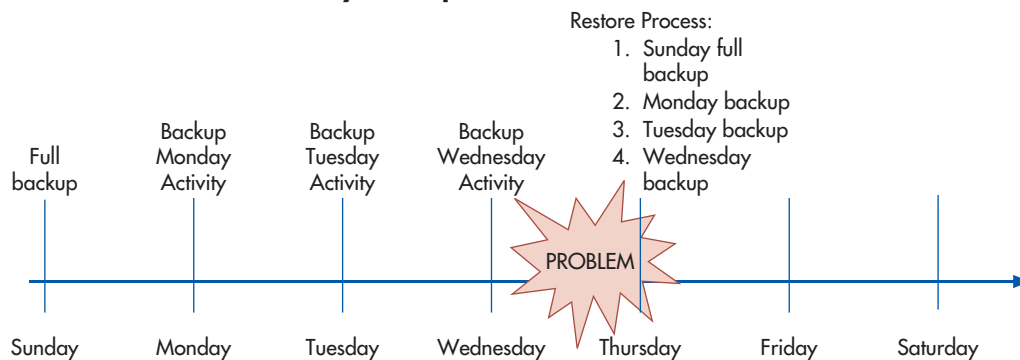 Restore Process:
1. Sunday full
backup
2. Monday backup
3. Tuesday backup
4. Wednesday
backup
Full
backup
Backup
Monday
Activity
Backup
Tuesday
Activity
Backup
Wednesday
Activity
PROBLEM
Sunday
Monday
Tuesday
Wednesday
Thursday
Friday
Saturday